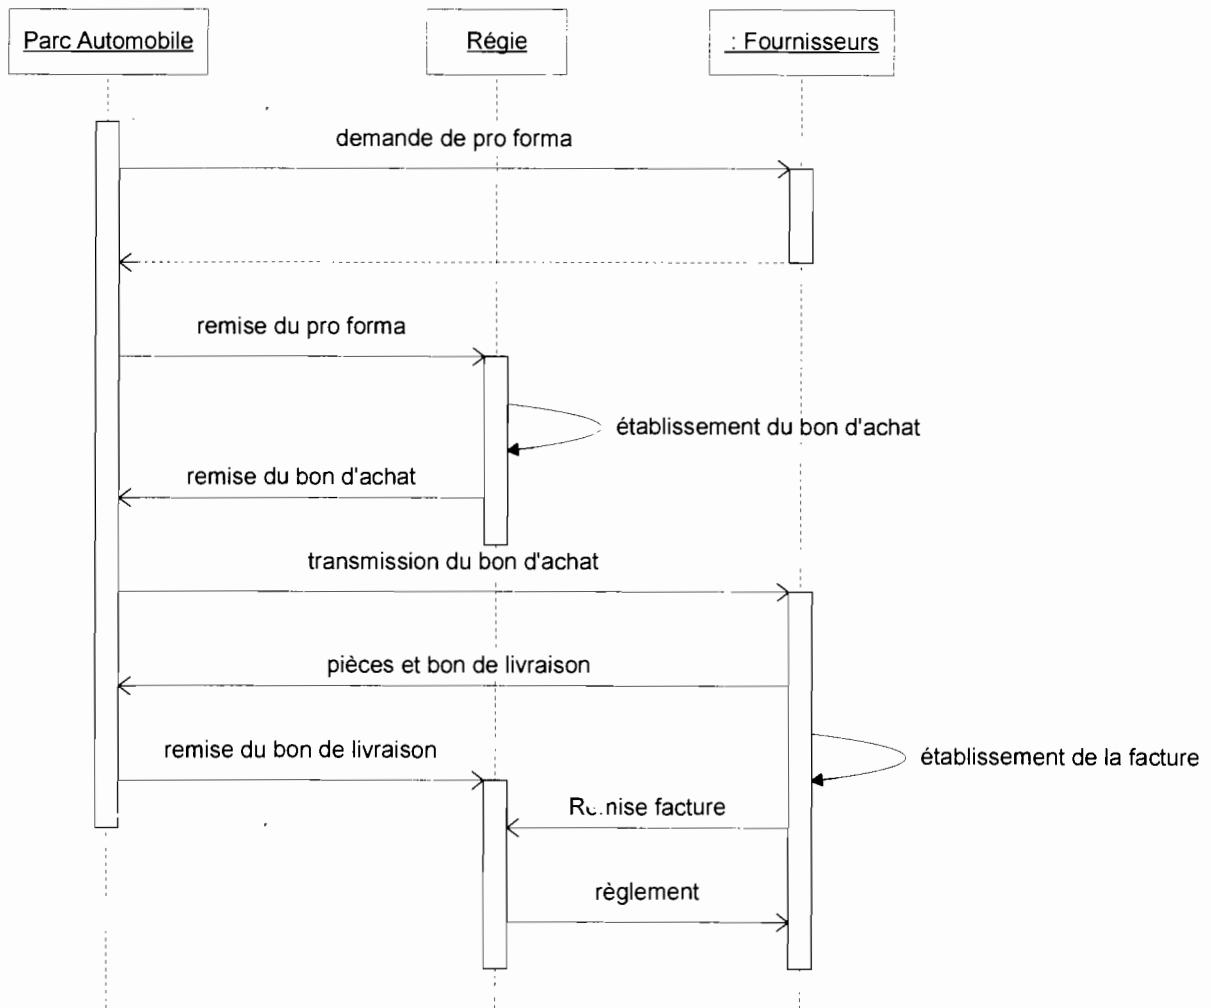 Parc Automobile
Régie
: Fournisseurs
demande de pro forma
remise du pro forma
établissement du bon d'achat
remise du bon d'achat
transmission du bon d'achat
pièces et bon de livraison
remise du bon de livraison
établissement de la facture
Remise facture
règlement